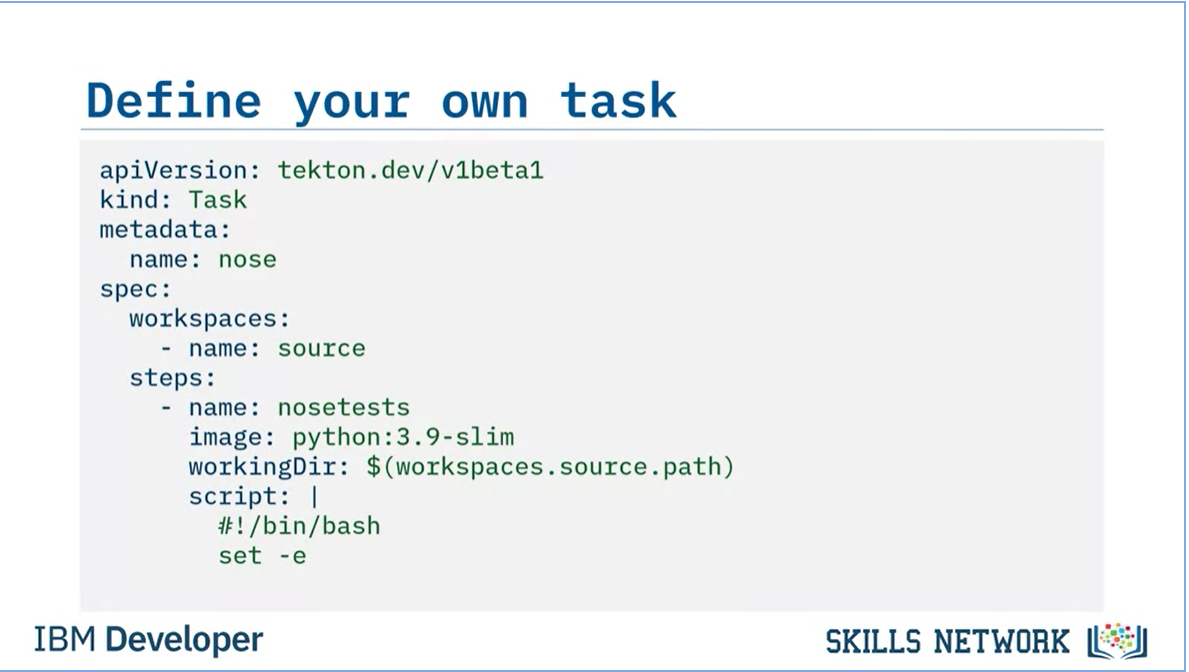 Define your own task
apiVersion: tekton.dev/v1beta1
kind: Task
metadata:
  name: nose
spec:
  workspaces:
    - name: source
  steps:
    - name: nosetests
      image: python:3.9-slim
      workingDir: $(workspaces.source.path)
      script: |
        #!/bin/bash
        set -e
IBM Developer
SKILLS NETWORK